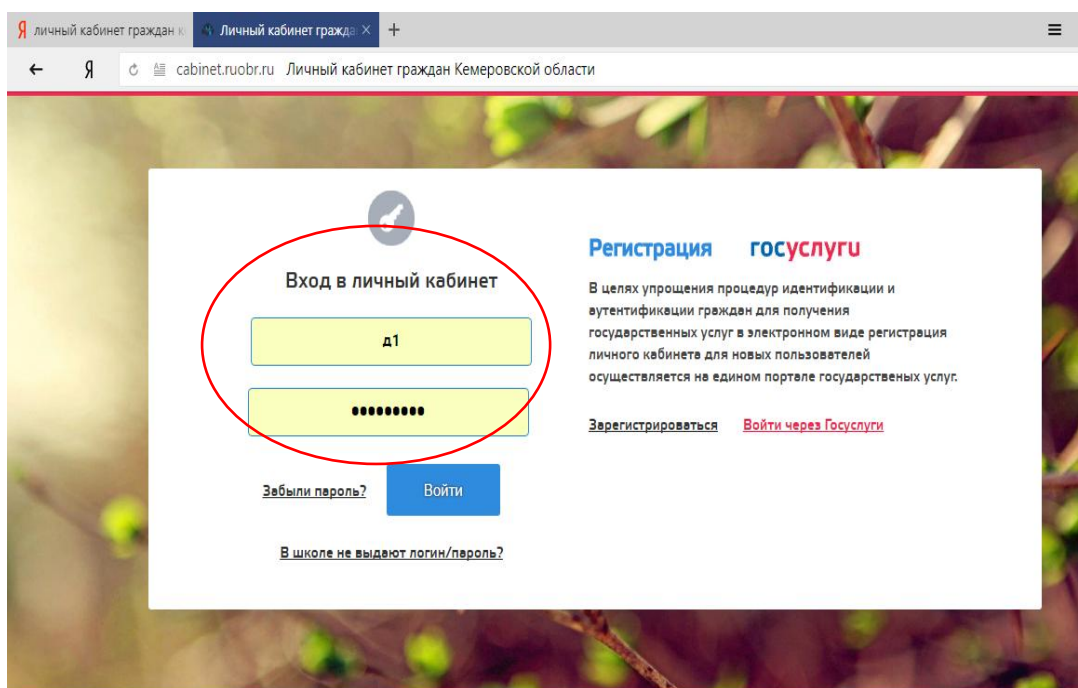 Я личный кабинет граждан к
Личный кабинет гражда × +
Я cabinet.ruobr.ru Личный кабинет граждан Кемеровской области
Вход в личный кабинет
д1
•••••••••
Забыли пароль? Войти
В школе не выдают логин/пароль?
Регистрация госуслуги
В целях упрощения процедур идентификации и
аутентификации граждан для получения
государственных услуг в электронном виде регистрация
личного кабинета для новых пользователей
осуществляется на едином портале государственых услуг.
Зарегистрироваться Войти через Госуслуги